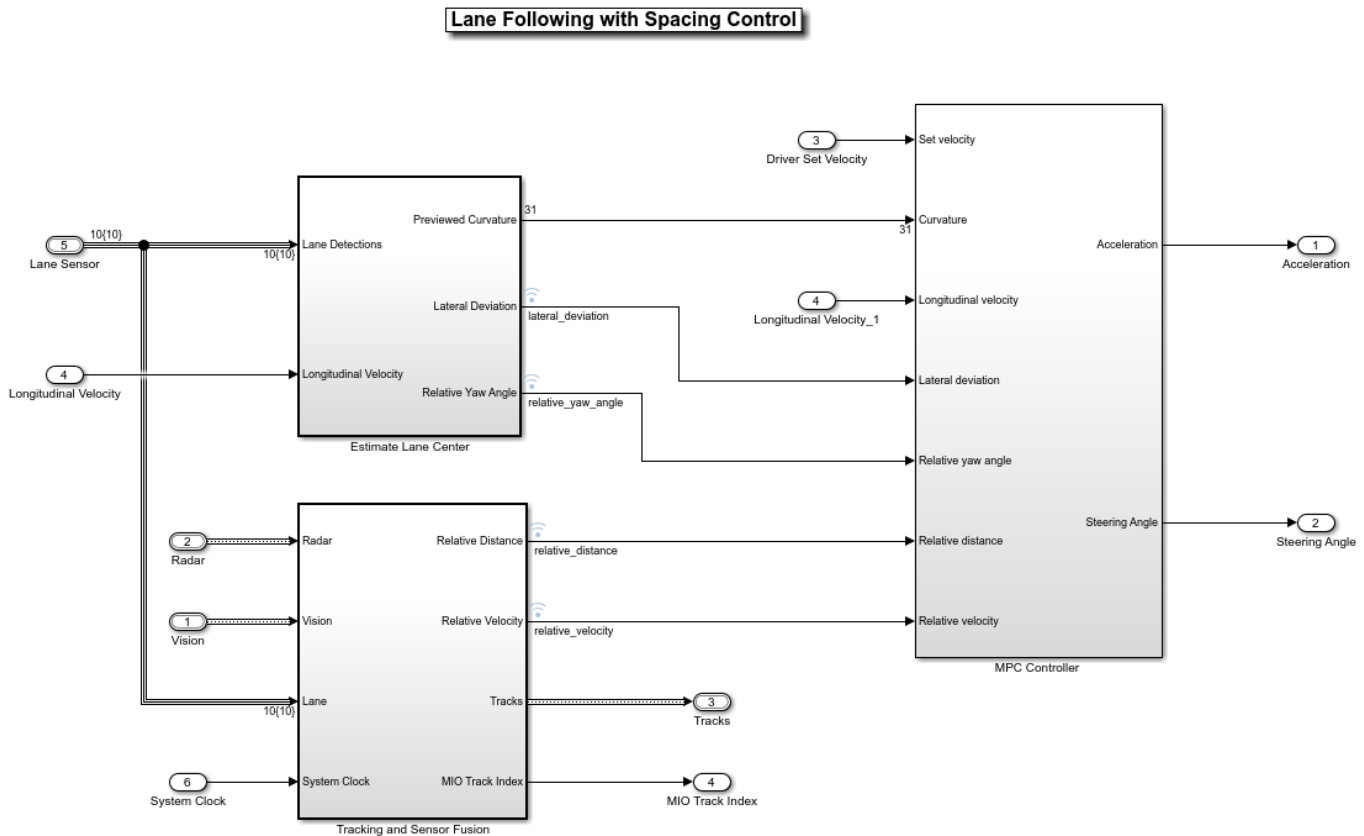 Lane Following with Spacing Control
3
Driver Set Velocity
Set velocity
Previewed Curvature
31
Curvature
31
5
Lane Sensor
10{10}
10{10}
Lane Detections
Acceleration
1
Acceleration
Lateral Deviation
lateral_deviation
4
Longitudinal Velocity_1
Longitudinal velocity
4
Longitudinal Velocity
Longitudinal Velocity
Relative Yaw Angle
relative_yaw_angle
Lateral deviation
Estimate Lane Center
Relative yaw angle
Steering Angle
2
Steering Angle
2
Radar
Radar
Relative Distance
relative_distance
Relative distance
1
Vision
Vision
Relative Velocity
relative_velocity
Relative velocity
MPC Controller
10{10}
Lane
Tracks
3
Tracks
6
System Clock
System Clock
MIO Track Index
4
MIO Track Index
Tracking and Sensor Fusion